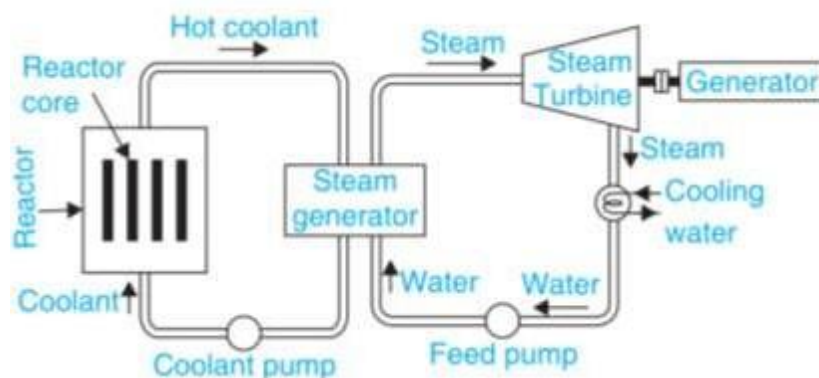 Hot coolant
Steam
Reactor
core
Steam
Turbine
Generator
Steam
Steam
generator
Cooling
water
Reactor
Coolant
Water
Water
Coolant pump
Feed pump